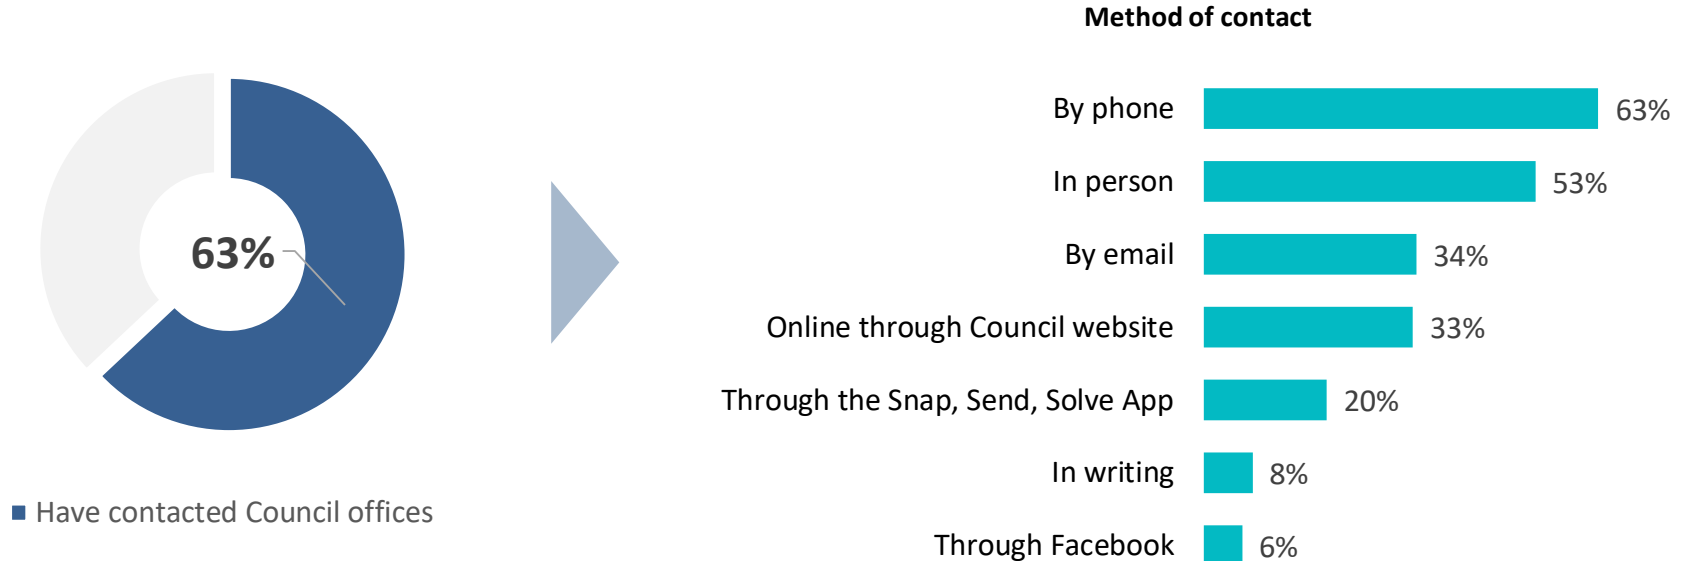 Method of contact
63%
Have contacted Council offices
By phone 63%
In person 53%
By email 34%
Online through Council website 33%
Through the Snap, Send, Solve App 20%
In writing 8%
Through Facebook 6%